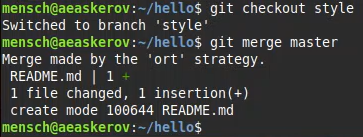 mensch@aeaskerov:~/hello$ git checkout style
Switched to branch 'style'
mensch@aeaskerov:~/hello$ git merge master
Merge made by the 'ort' strategy.
 README.md | 1 +
 1 file changed, 1 insertion(+)
 create mode 100644 README.md
mensch@aeaskerov:~/hello$